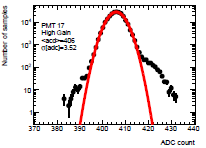 Number of samples
10⁴
10³
10²
10
1
PMT 17
High Gain
<adc>=406
σ[adc]=3.52
370 380 390 400 410 420 430 440
ADC count